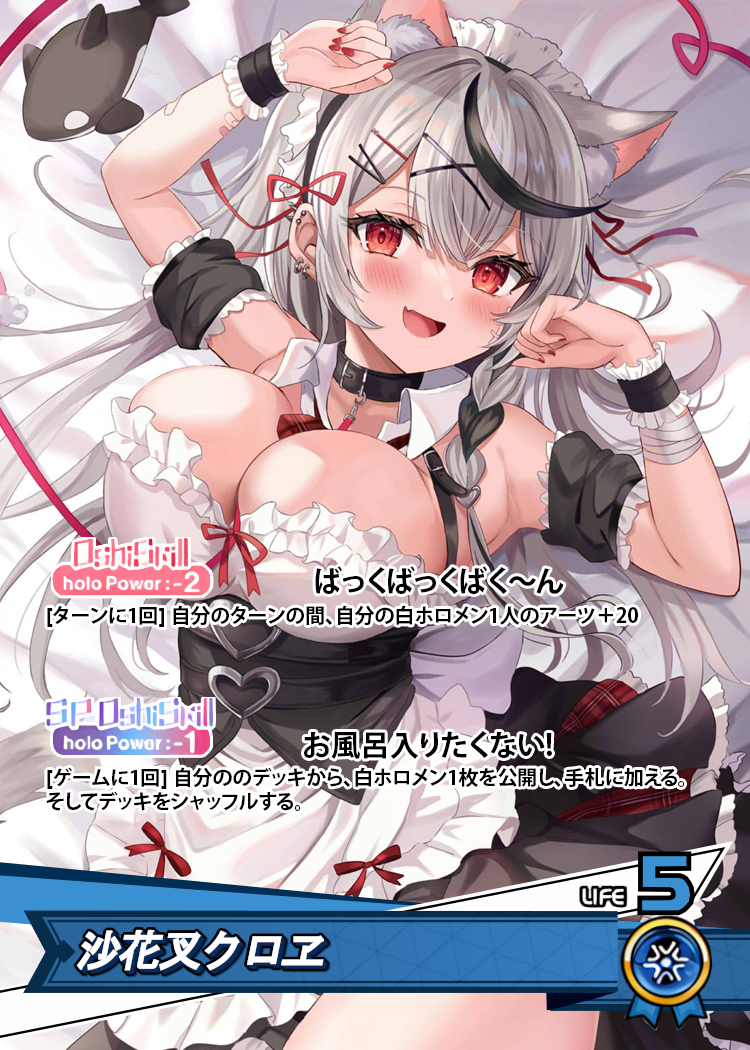 OshiSkill
holo Power:-2
ばっくばっくばく～ん
[ターンに1回] 自分のターンの間、自分の白ホロメン1人のアーツ＋20
SP OshiSkill
holo Power:-1
お風呂入りたくない!
[ゲームに1回] 自分ののデッキから、白ホロメン1枚を公開し、手札に加える。
そしてデッキをシャッフルする。
LIFE 5
沙花叉クロヱ